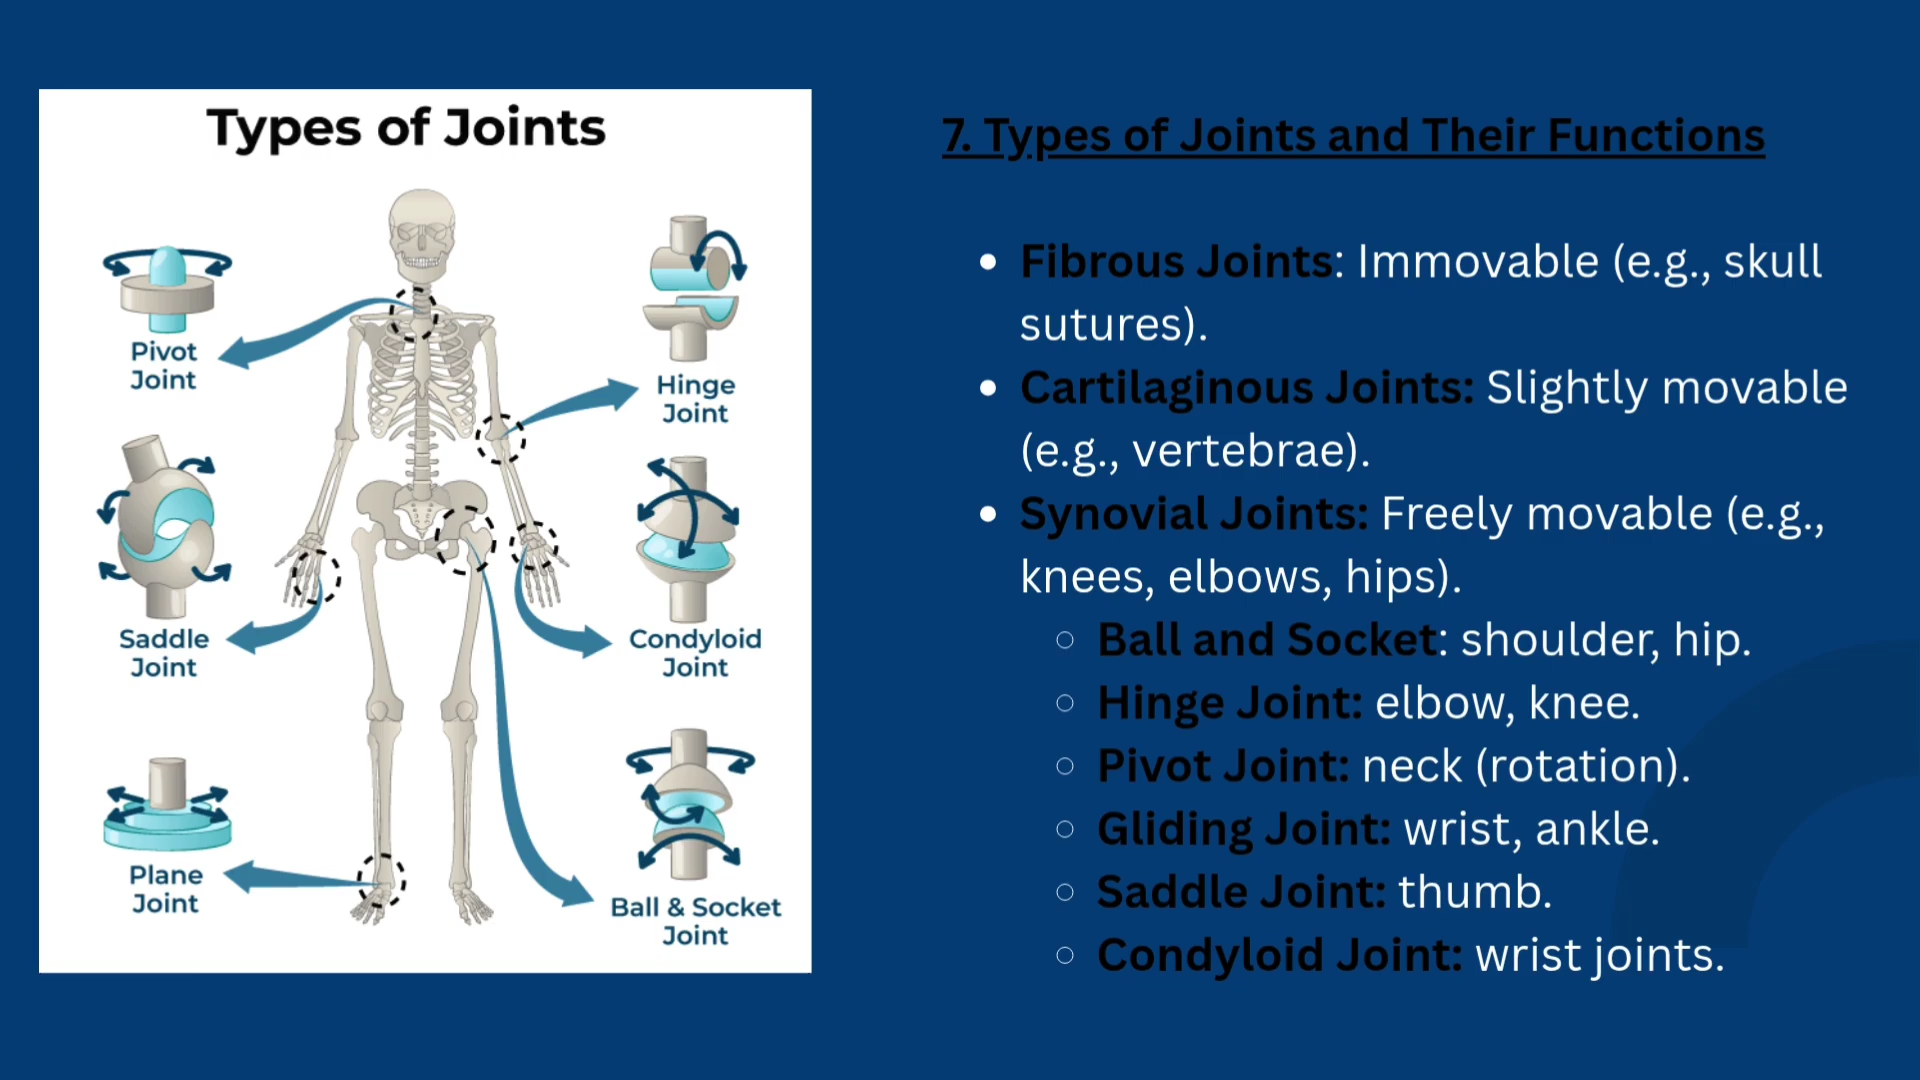 Types of Joints
Pivot
Joint
Hinge
Joint
Saddle
Joint
Condyloid
Joint
Plane
Joint
Ball & Socket
Joint
7. Types of Joints and Their Functions
Fibrous Joints: Immovable (e.g., skull
sutures).
Cartilaginous Joints: Slightly movable
(e.g., vertebrae).
Synovial Joints: Freely movable (e.g.,
knees, elbows, hips).
Ball and Socket: shoulder, hip.
Hinge Joint: elbow, knee.
Pivot Joint: neck (rotation).
Gliding Joint: wrist, ankle.
Saddle Joint: thumb.
Condyloid Joint: wrist joints.